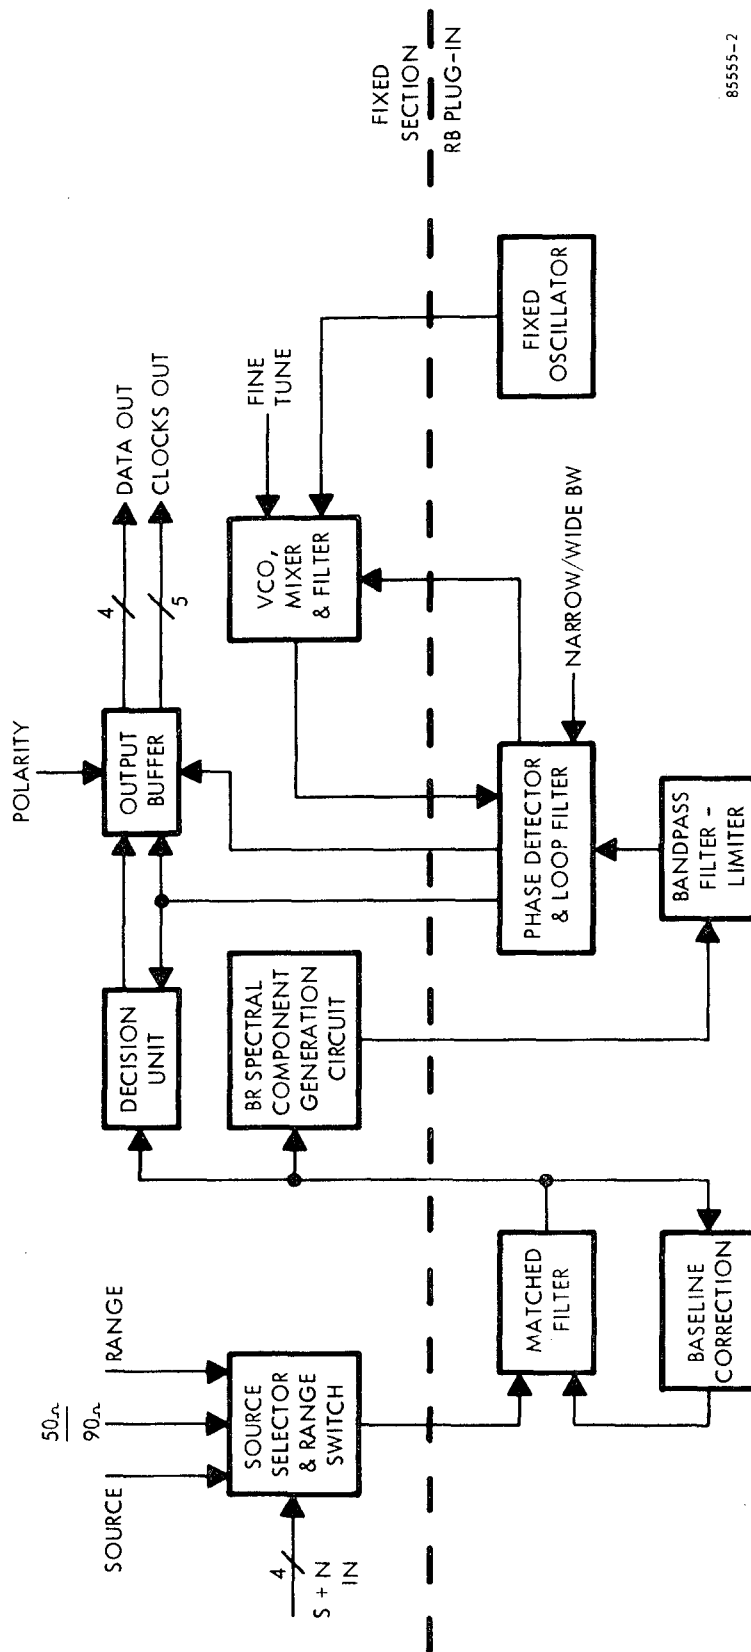 SOURCE
50Ω
90Ω
RANGE
4
S + N
IN
SOURCE
SELECTOR
& RANGE
SWITCH
POLARITY
DECISION
UNIT
OUTPUT
BUFFER
4
DATA OUT
5
CLOCKS OUT
BR SPECTRAL
COMPONENT
GENERATION
CIRCUIT
VCO,
MIXER
& FILTER
FINE
TUNE
FIXED
SECTION
RB PLUG-IN
MATCHED
FILTER
PHASE DETECTOR
& LOOP FILTER
NARROW/WIDE BW
FIXED
OSCILLATOR
BASELINE
CORRECTION
BANDPASS
FILTER -
LIMITER
85555-2